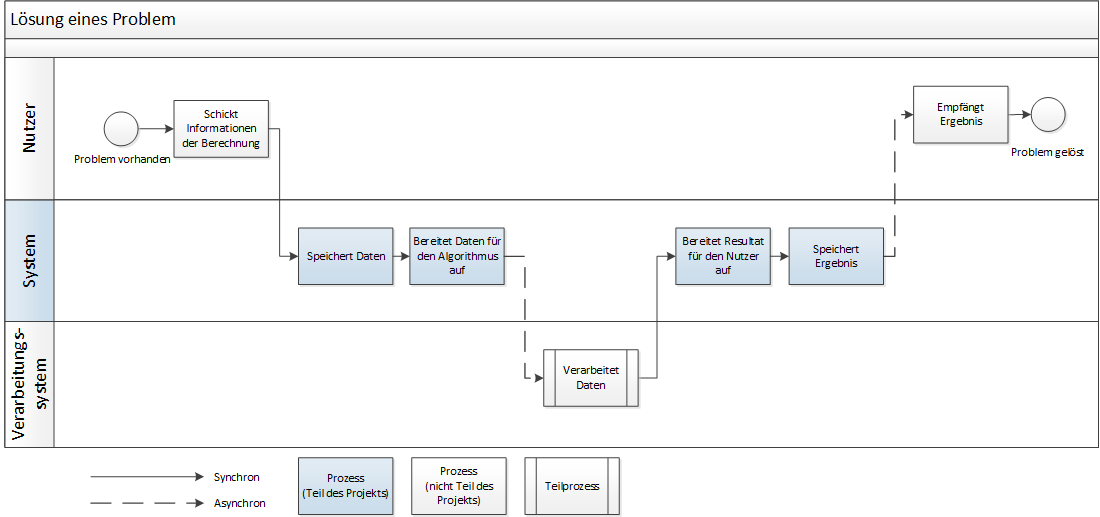 Lösung eines Problem
Nutzer
Problem vorhanden
Schickt
Informationen
der Berechnung
Empfängt
Ergebnis
Problem gelöst
System
Speichert Daten
Bereitet Daten für
den Algorithmus
auf
Bereitet Resultat
für den Nutzer
auf
Speichert
Ergebnis
Verarbeitungs-
system
Verarbeitet
Daten
Synchron
Asynchron
Prozess
(Teil des Projekts)
Prozess
(nicht Teil des
Projekts)
Teilprozess